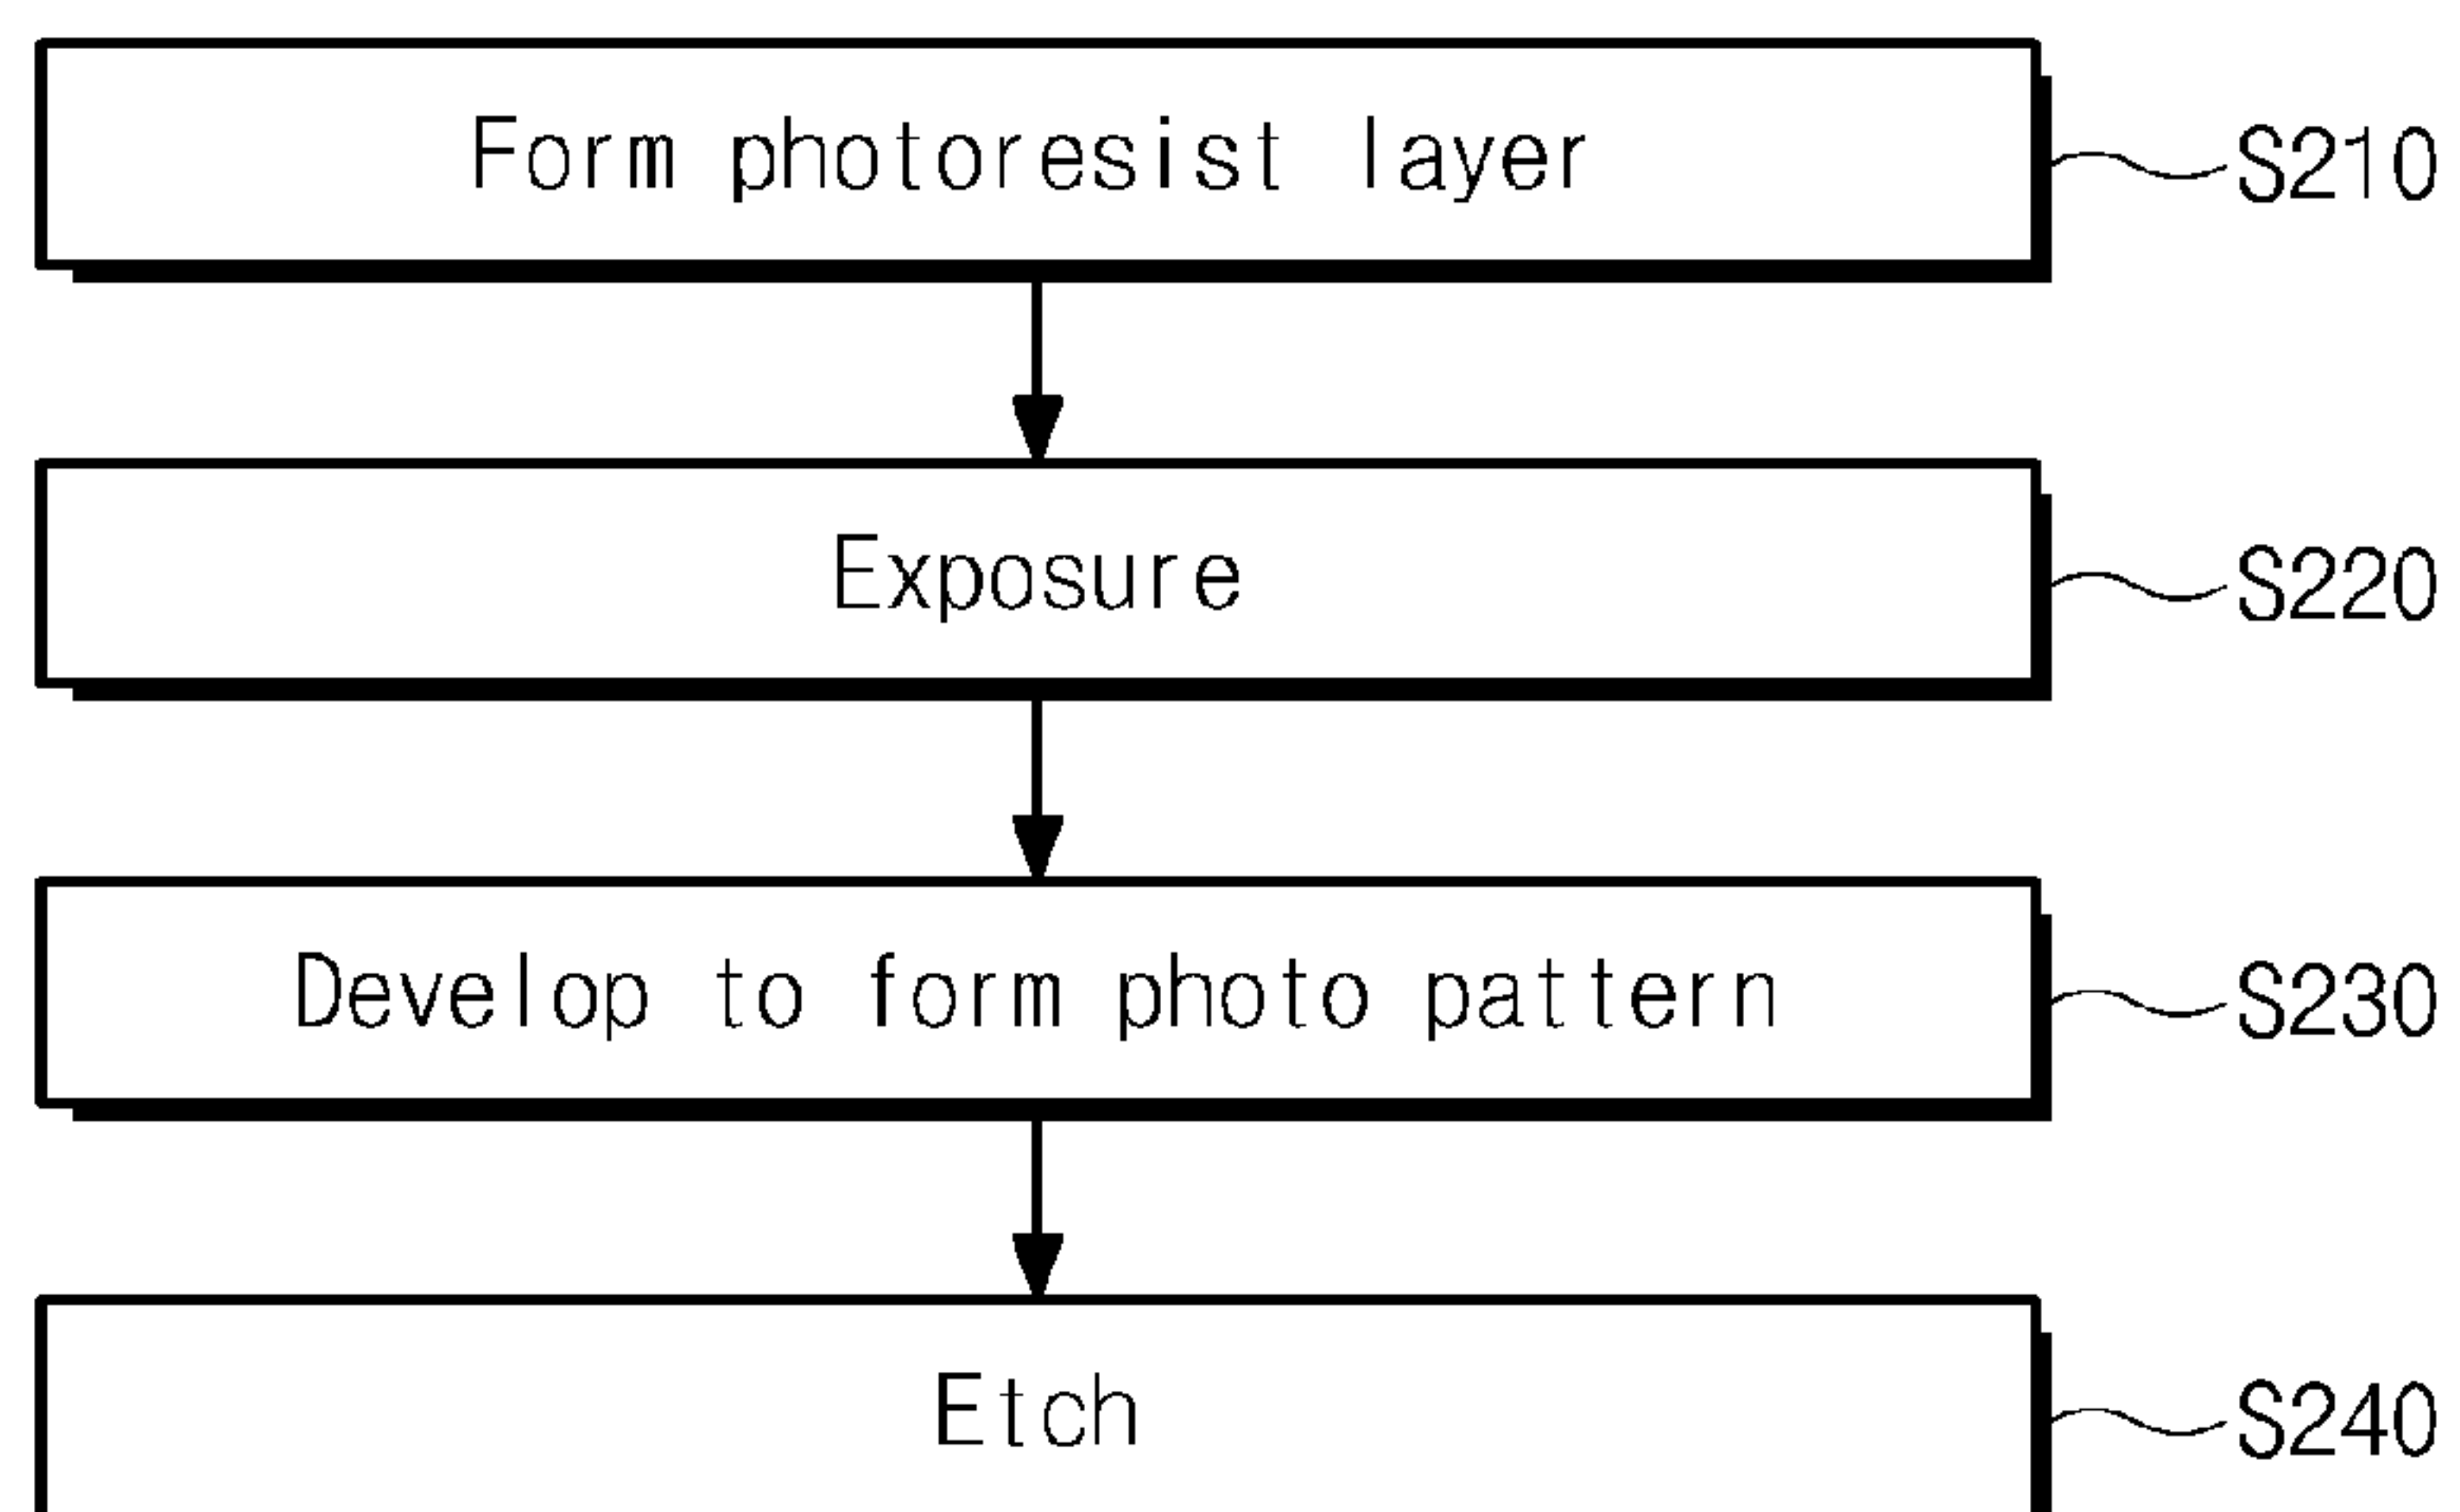 Form photoresist layer
S210
Exposure
S220
Develop to form photo pattern
S230
Etch
S240